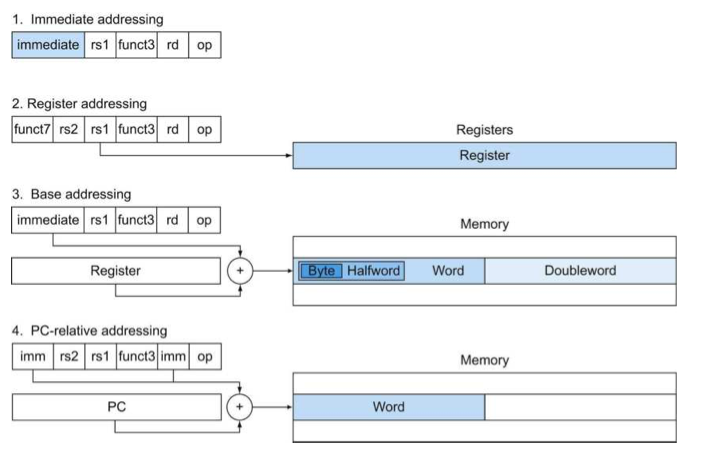 1. Immediate addressing
immediate rs1 funct3 rd op
2. Register addressing
funct7 rs2 rs1 funct3 rd op
Registers
Register
3. Base addressing
immediate rs1 funct3 rd op
Memory
Register
+
Byte Halfword Word Doubleword
4. PC-relative addressing
imm rs2 rs1 funct3 imm op
Memory
PC
+
Word